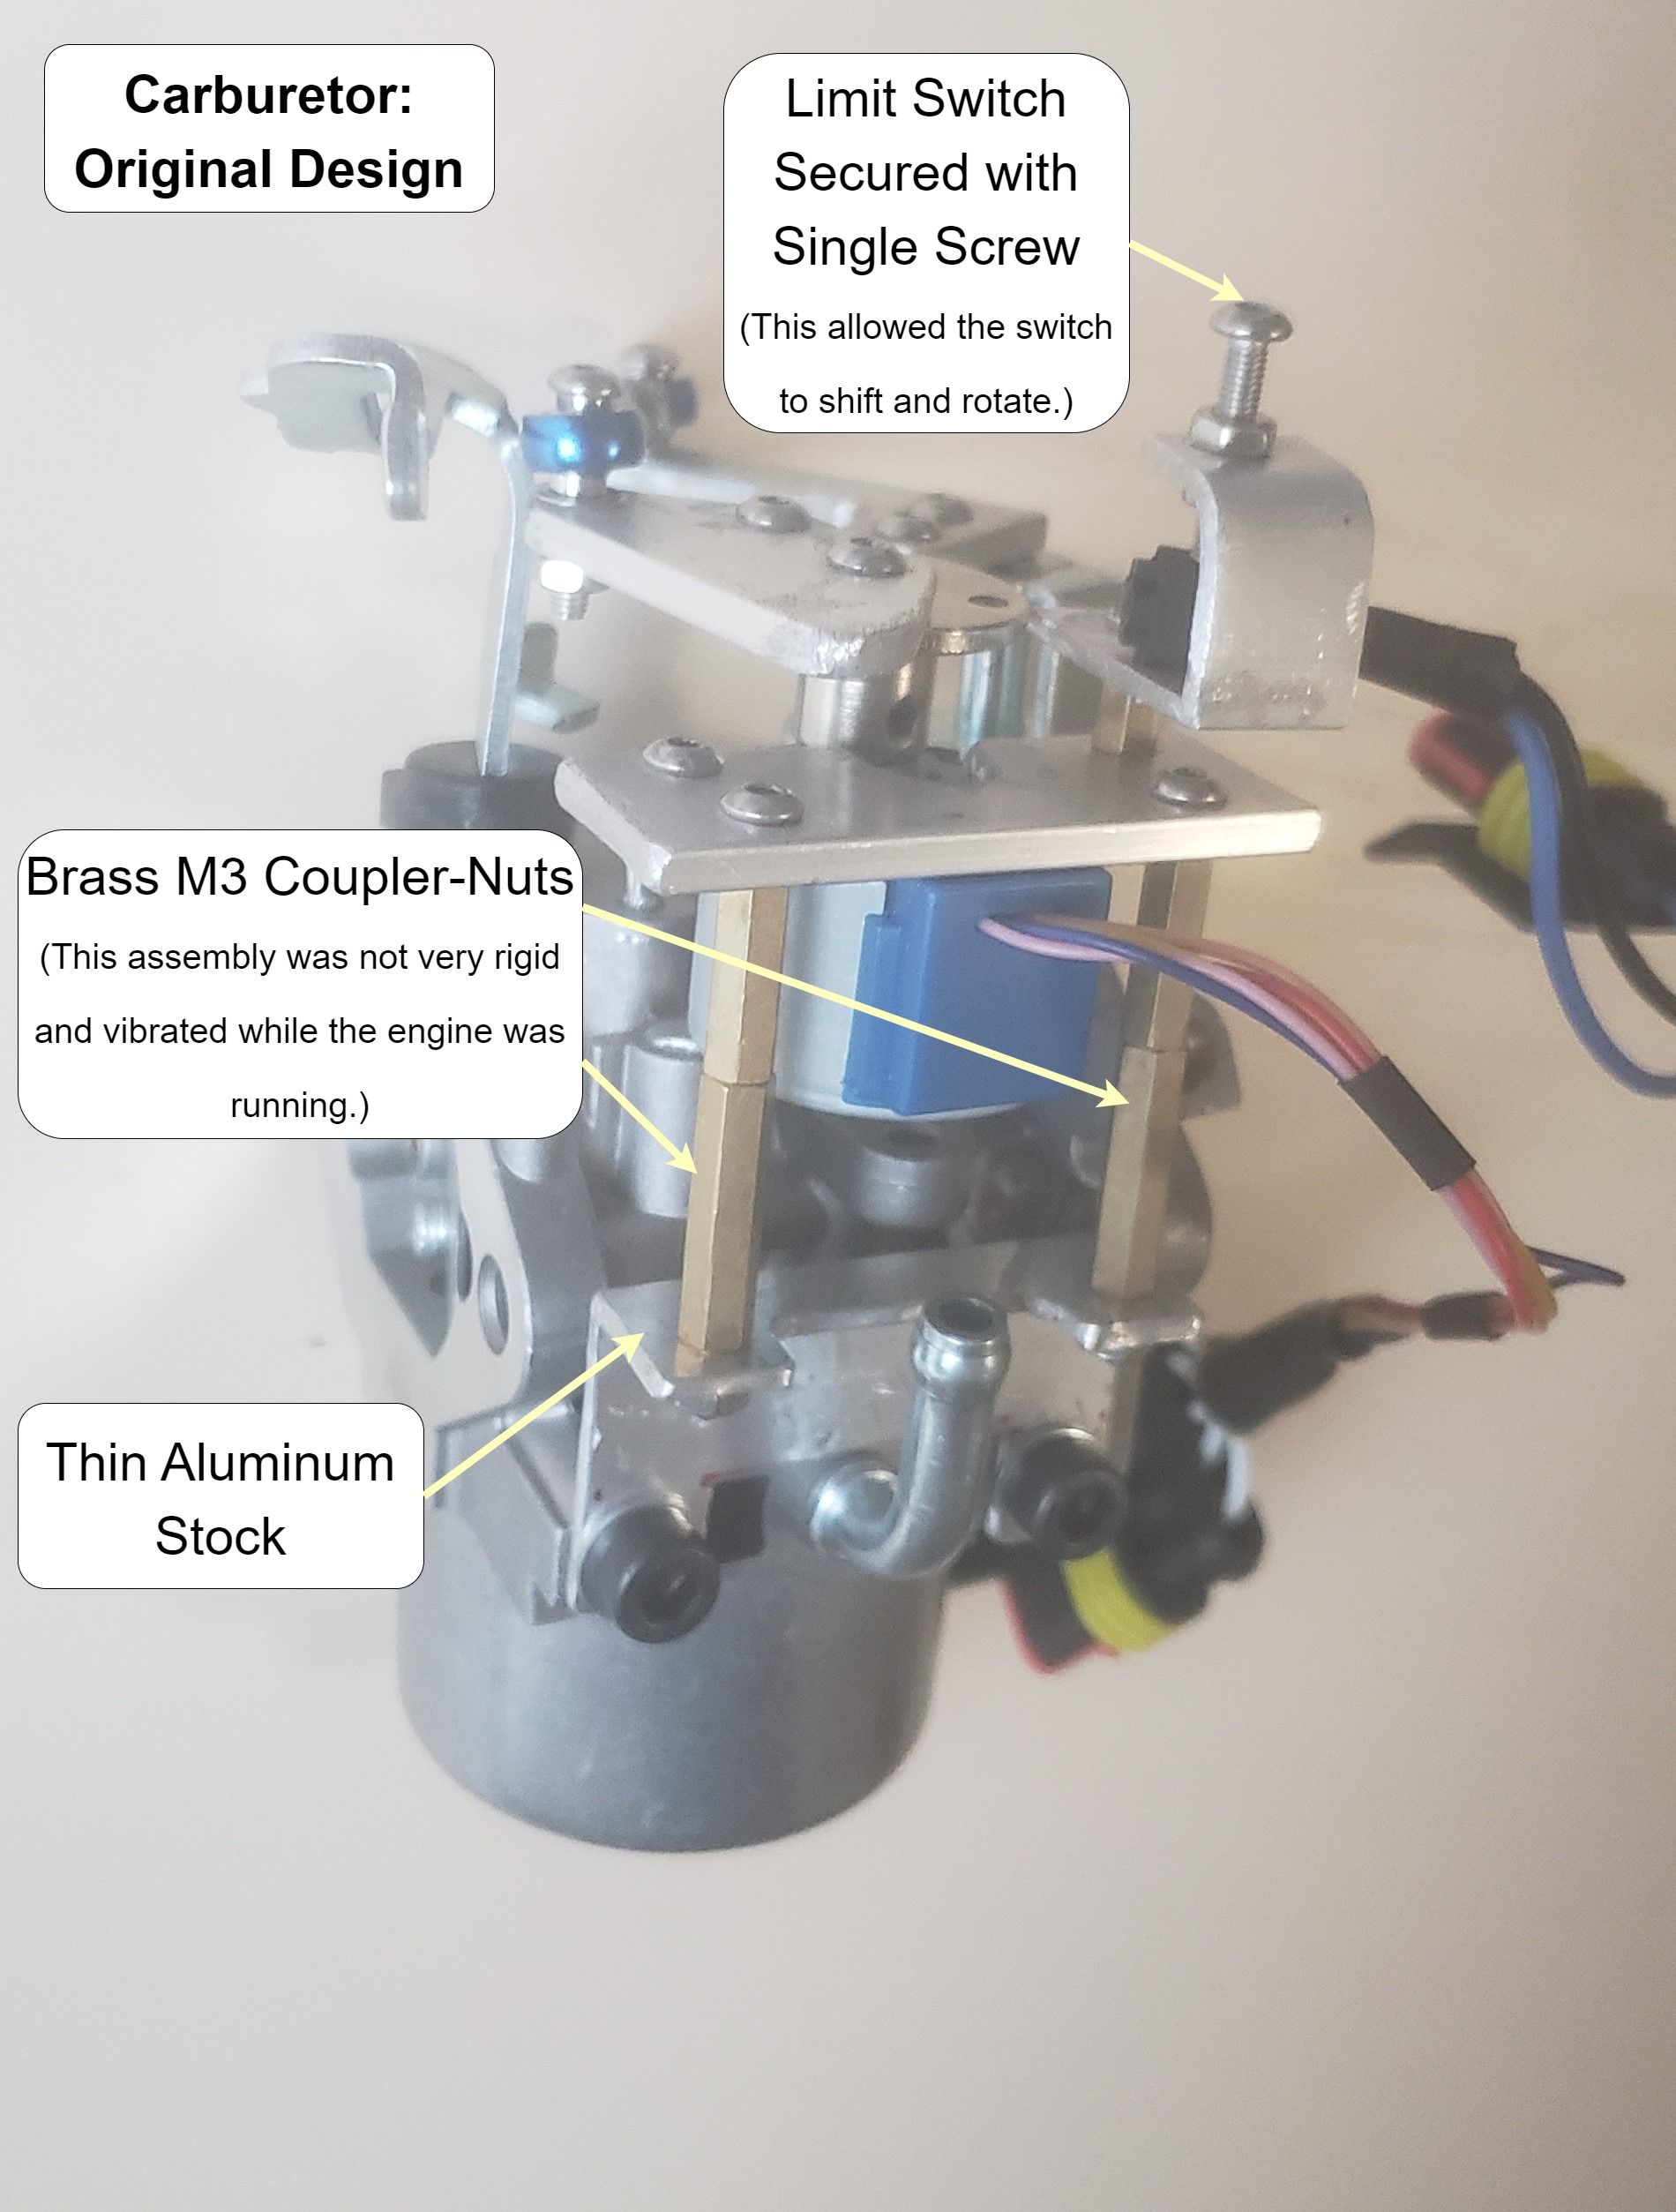 Carburetor:
Original Design
Limit Switch
Secured with
Single Screw
(This allowed the switch
to shift and rotate.)
Brass M3 Coupler-Nuts
(This assembly was not very rigid
and vibrated while the engine was
running.)
Thin Aluminum
Stock